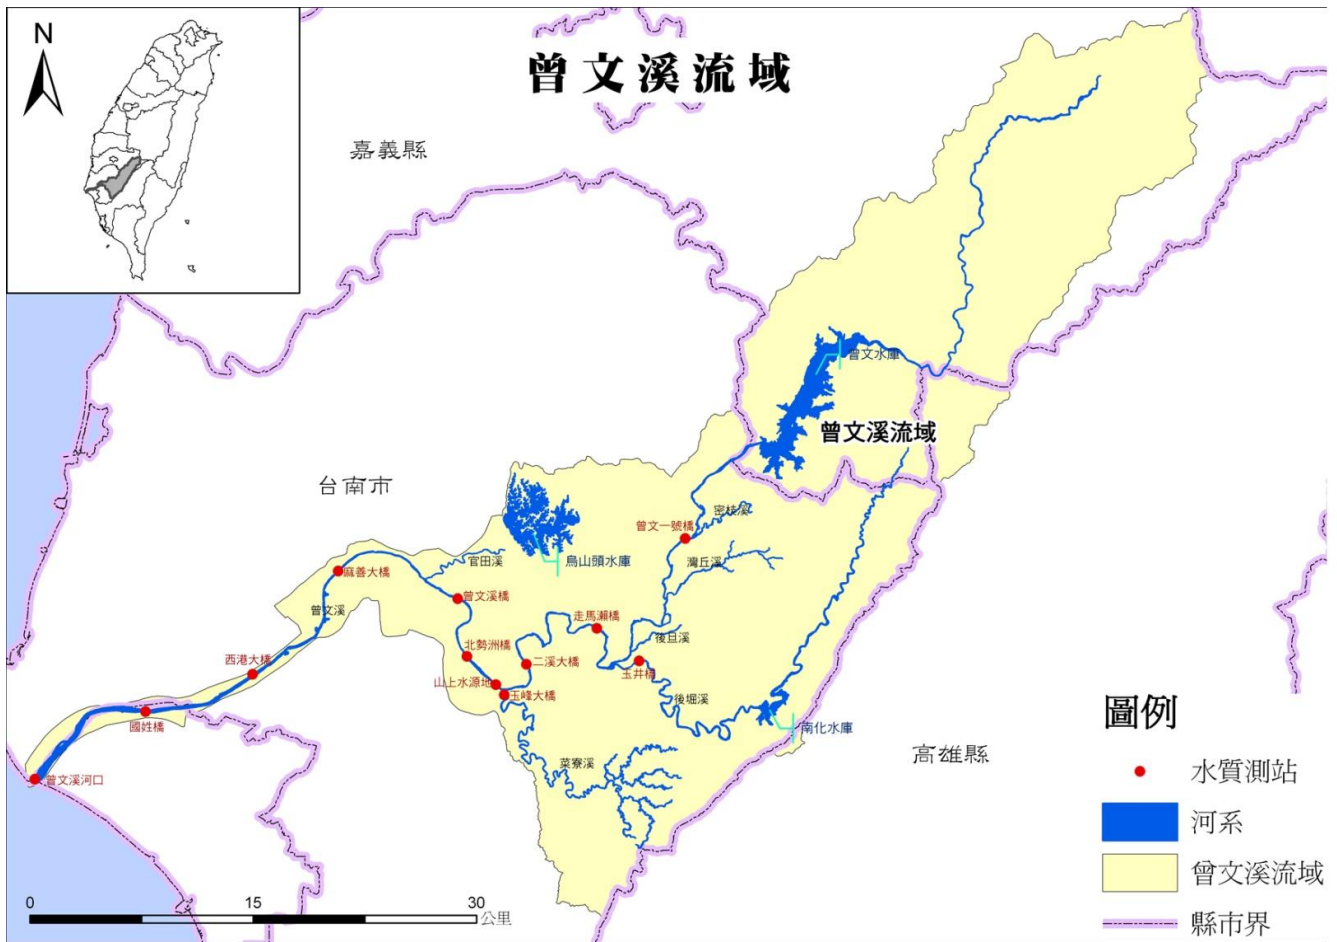 N
曾文溪流域
嘉義縣
曾文水庫
曾文溪流域
台南市
密枝溪
曾文一號橋
官田溪
烏山頭水庫
灣丘溪
麻善大橋
曾文溪橋
曾文溪
走馬瀨橋
後旦溪
北勢洲橋
西港大橋
二溪大橋
玉井橋
山上水源地
玉峰大橋
後堀溪
國姓橋
南化水庫
高雄縣
菜寮溪
曾文溪河口
圖例
水質測站
河系
曾文溪流域
縣市界
0 15 30
公里